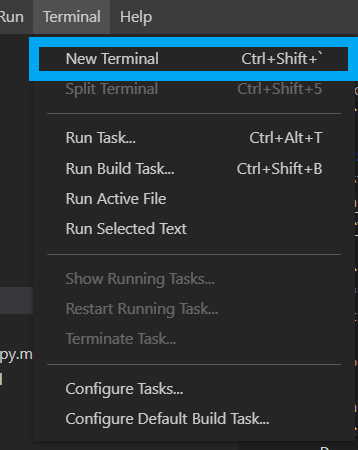 Run Terminal Help
New Terminal Ctrl+Shift+`
Split Terminal Ctrl+Shift+5
Run Task... Ctrl+Alt+T
Run Build Task... Ctrl+Shift+B
Run Active File
Run Selected Text
Show Running Tasks...
Restart Running Task...
Terminate Task...
py.m
Configure Tasks...
Configure Default Build Task...